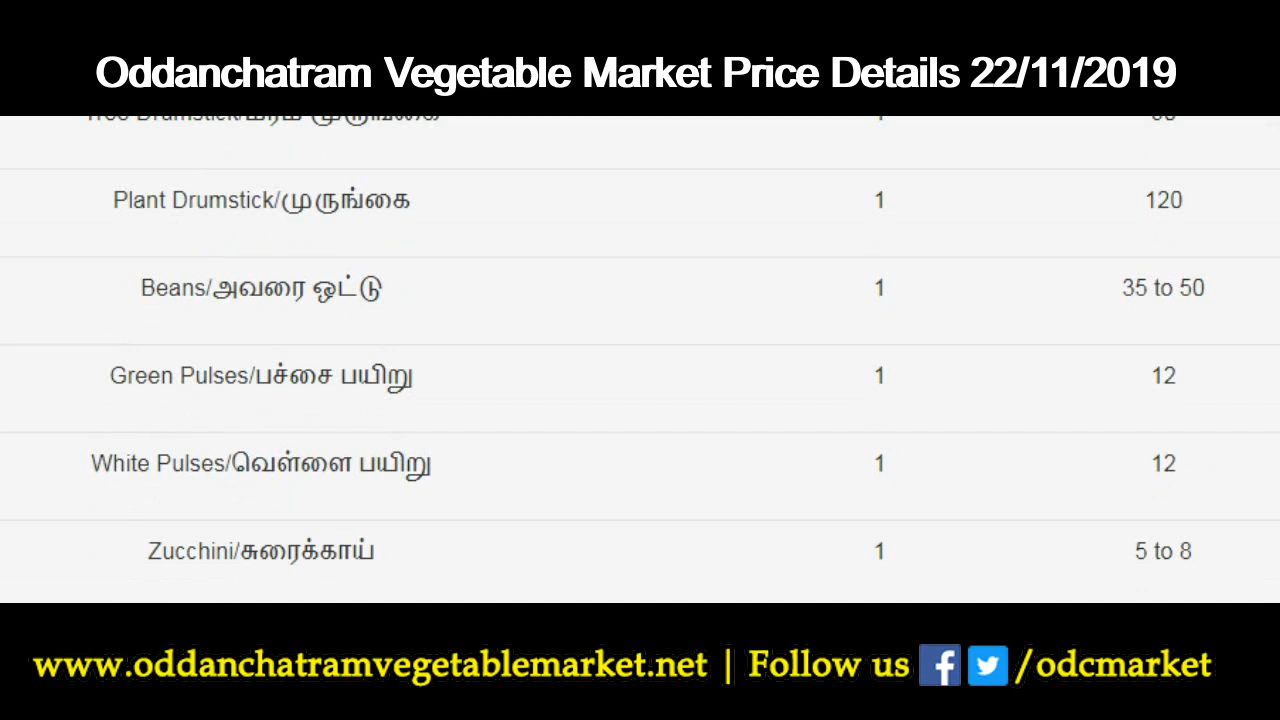 Oddanchatram Vegetable Market Price Details 22/11/2019
Plant Drumstick/முருங்கை 1 120
Beans/அவரை ஒட்டு 1 35 to 50
Green Pulses/பச்சை பயிறு 1 12
White Pulses/வெள்ளை பயிறு 1 12
Zucchini/சுரைக்காய் 1 5 to 8
www.oddanchatramvegetablemarket.net | Follow us /odcmarket